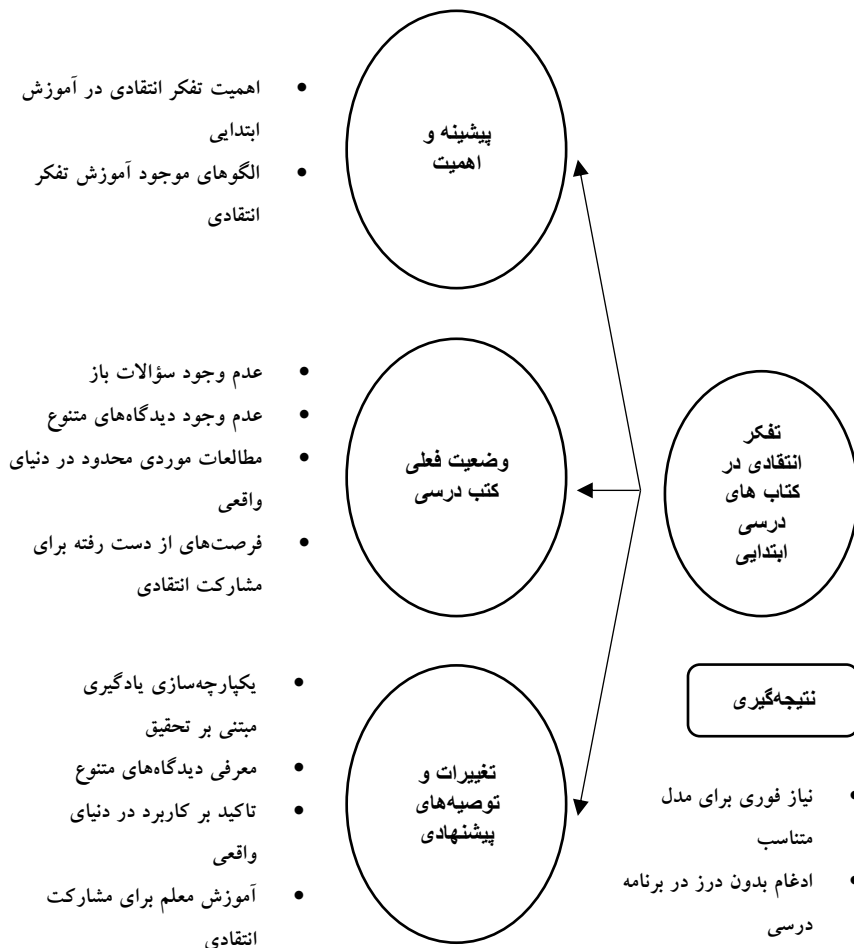 تفکر
انتقادی در
کتاب های
درسی
ابتدایی
پیشینه و
اهمیت
• اهمیت تفکر انتقادی در آموزش
ابتدایی
• الگوهای موجود آموزش تفکر
انتقادی
وضعیت فعلی
کتب درسی
• عدم وجود سؤالات باز
• عدم وجود دیدگاه‌های متنوع
• مطالعات موردی محدود در دنیای
واقعی
• فرصت‌های از دست رفته برای
مشارکت انتقادی
تغییرات و
توصیه‌های
پیشنهادی
• یکپارچه‌سازی یادگیری
مبتنی بر تحقیق
• معرفی دیدگاه‌های متنوع
• تاکید بر کاربرد در دنیای
واقعی
• آموزش معلم برای مشارکت
انتقادی
نتیجه‌گیری
• نیاز فوری برای مدل
متناسب
• ادغام بدون درز در برنامه
درسی